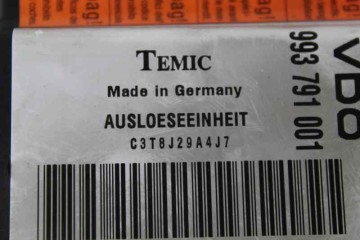 TEMIC
Made in Germany
AUSLOESEEINHEIT
C3T8J29A4J7
VDO
993 791 001